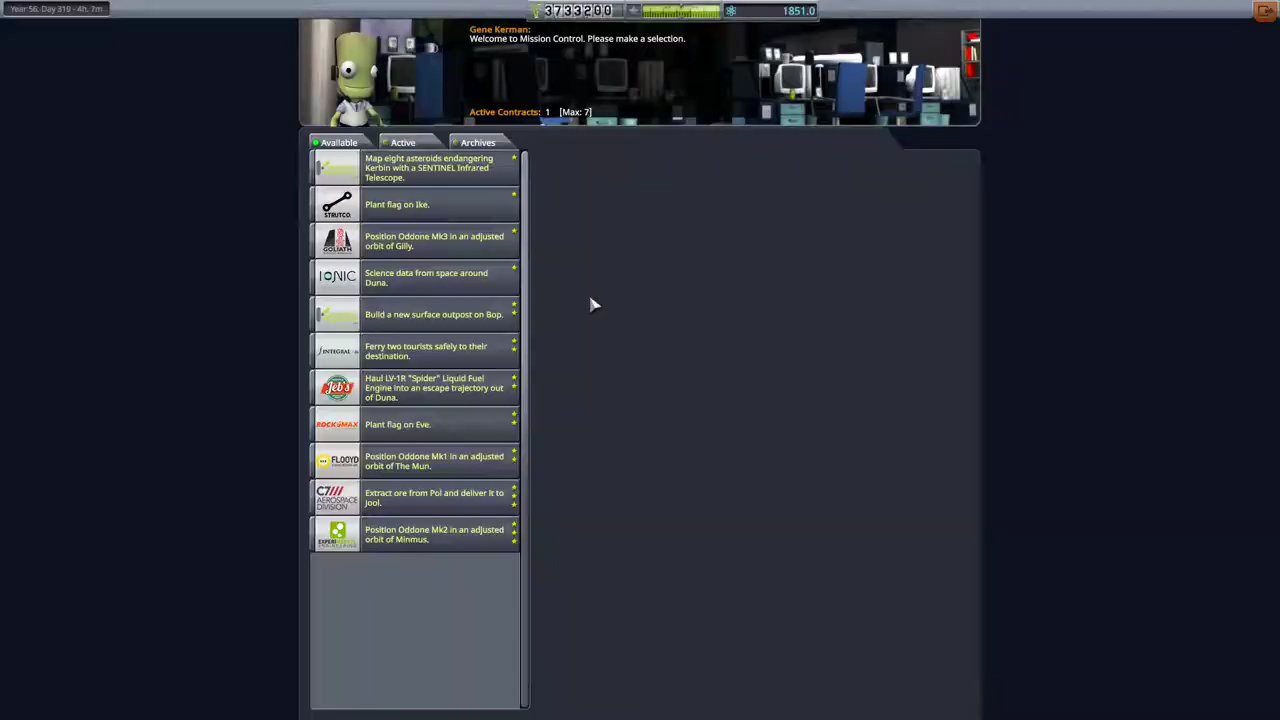 Year 56, Day 319 - 4h, 7m
3733200
1851.0
Gene Kerman:
Welcome to Mission Control. Please make a selection.
Active Contracts: 1 [Max: 7]
Available
Active
Archives
Map eight asteroids endangering
Kerbin with a SENTINEL Infrared
Telescope.
STRUTCO
Plant flag on Ike.
GOLIATH
Position Oddone Mk3 in an adjusted
orbit of Gilly.
IONIC
Science data from space around
Duna.
Build a new surface outpost on Bop.
INTEGRAL
Ferry two tourists safely to their
destination.
Jeb's
Haul LV-1R "Spider" Liquid Fuel
Engine into an escape trajectory out
of Duna.
ROCKOMAX
Plant flag on Eve.
FLOOYD
Position Oddone Mk1 in an adjusted
orbit of The Mun.
C7
AEROSPACE
DIVISION
Extract ore from Pol and deliver it to
Jool.
Position Oddone Mk2 in an adjusted
orbit of Minmus.